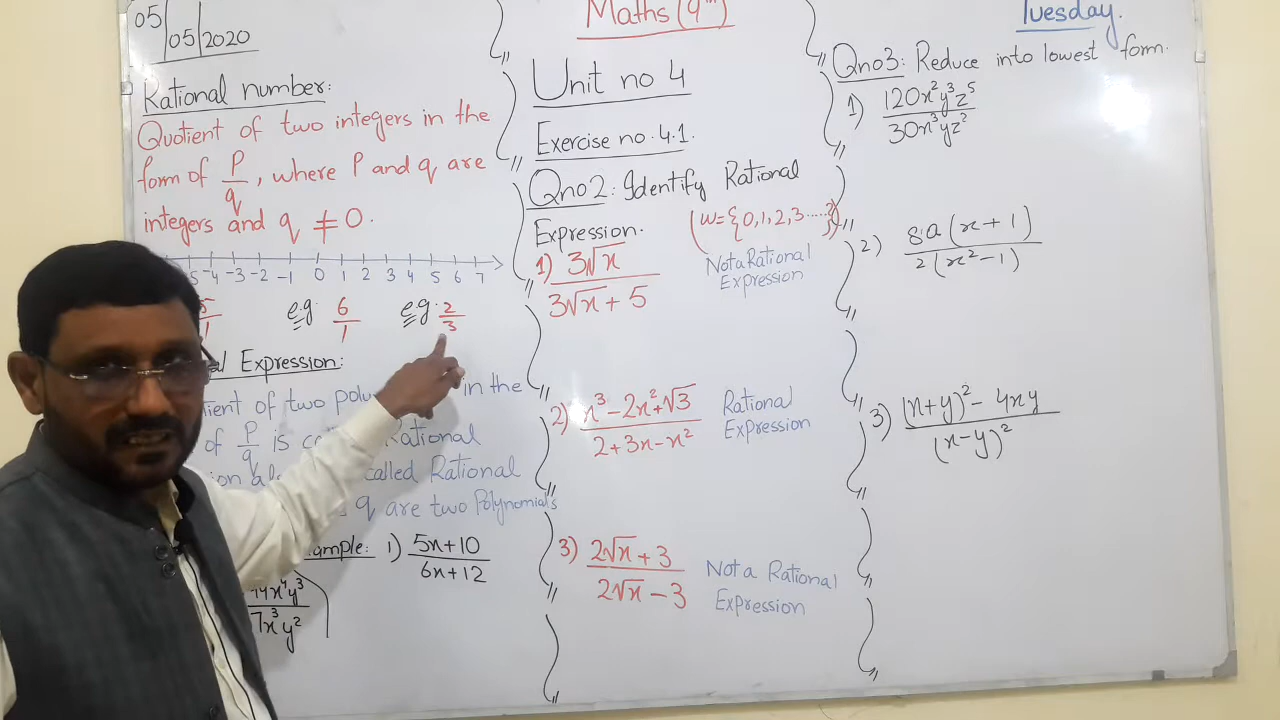 05/05/2020
Rational number:
Quotient of two integers in the
form of P/q, where P and q are
integers and q ≠ 0.
-4 -3 -2 -1 0 1 2 3 4 5 6 7
e.g 6/1 e.g. 2/3
Expression:
of two in the
of P/q is
called Rational
q are two Polynomials
1) 5x+10/6x+12
7x³y²
Maths (9th)
Unit no 4
Exercise no.4.1.
Qno2: Identify Rational
Expression.
(W={0,1,2,3.....})
1) 3√x/3√x+5 Not a Rational
Expression
2) x³-2x²+√3/2+3x-x² Rational
Expression
3) 2√x+3/2√x-3 Not a Rational
Expression
Tuesday.
Qno3: Reduce into lowest form.
1) 120x²y³z⁵/30x³yz²
2) 8a(x+1)/2(x²-1)
3) (x+y)²-4xy/(x-y)²